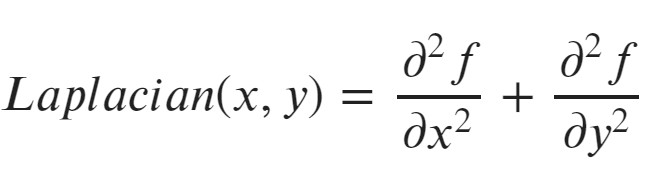 Laplacian(x, y) = ∂²f/∂x² + ∂²f/∂y²